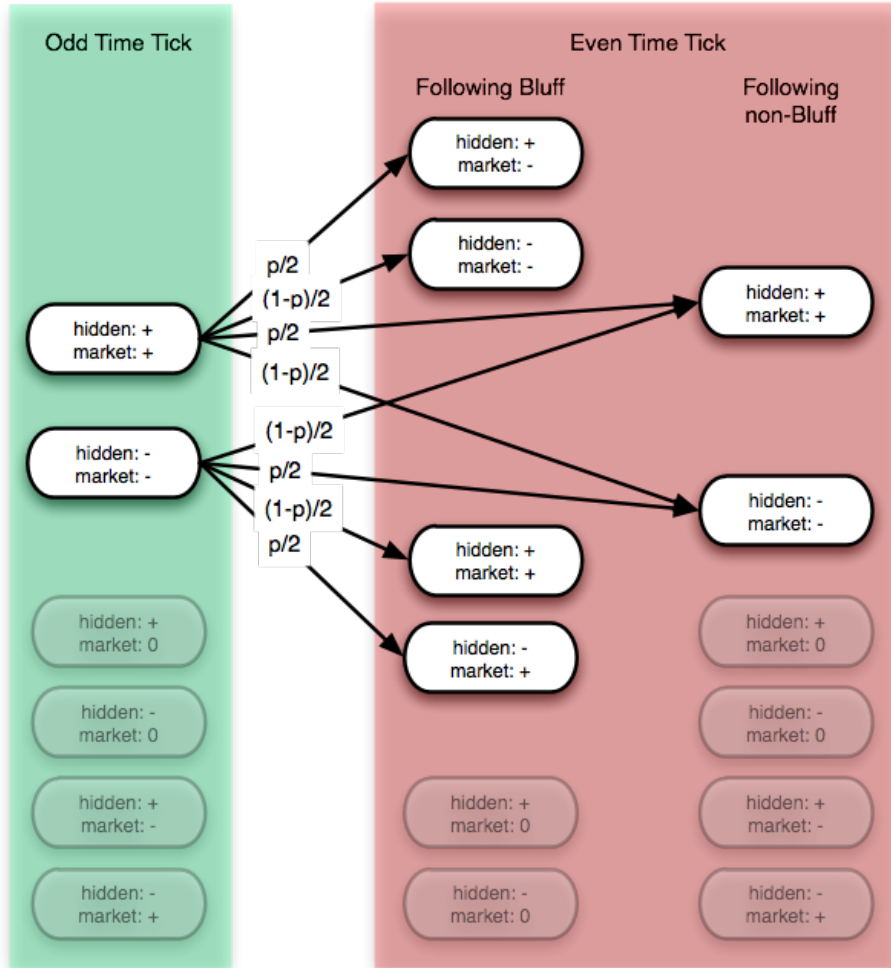 Odd Time Tick
Even Time Tick
Following Bluff
Following
non-Bluff
hidden: +
market: -
hidden: -
market: -
hidden: +
market: +
hidden: +
market: +
p/2
(1-p)/2
p/2
(1-p)/2
(1-p)/2
p/2
(1-p)/2
p/2
hidden: -
market: -
hidden: -
market: -
hidden: +
market: +
hidden: -
market: +
hidden: +
market: 0
hidden: +
market: 0
hidden: -
market: 0
hidden: -
market: 0
hidden: +
market: -
hidden: +
market: 0
hidden: +
market: -
hidden: -
market: +
hidden: -
market: 0
hidden: -
market: +